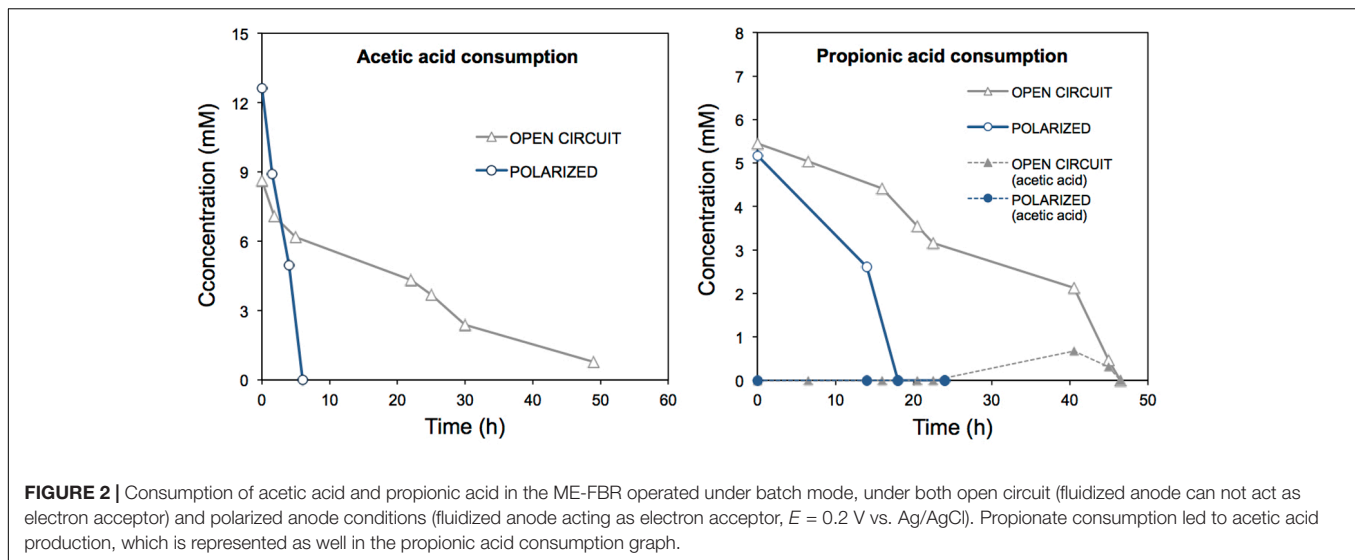 Acetic acid consumption
Cconcentration (mM)
15
12
9
6
3
0
OPEN CIRCUIT
POLARIZED
0 10 20 30 40 50 60
Time (h)
Propionic acid consumption
Concentration (mM)
8
7
6
5
4
3
2
1
0
OPEN CIRCUIT
POLARIZED
OPEN CIRCUIT
(acetic acid)
POLARIZED
(acetic acid)
0 10 20 30 40 50
Time (h)
FIGURE 2 | Consumption of acetic acid and propionic acid in the ME-FBR operated under batch mode, under both open circuit (fluidized anode can not act as
electron acceptor) and polarized anode conditions (fluidized anode acting as electron acceptor, E = 0.2 V vs. Ag/AgCl). Propionate consumption led to acetic acid
production, which is represented as well in the propionic acid consumption graph.